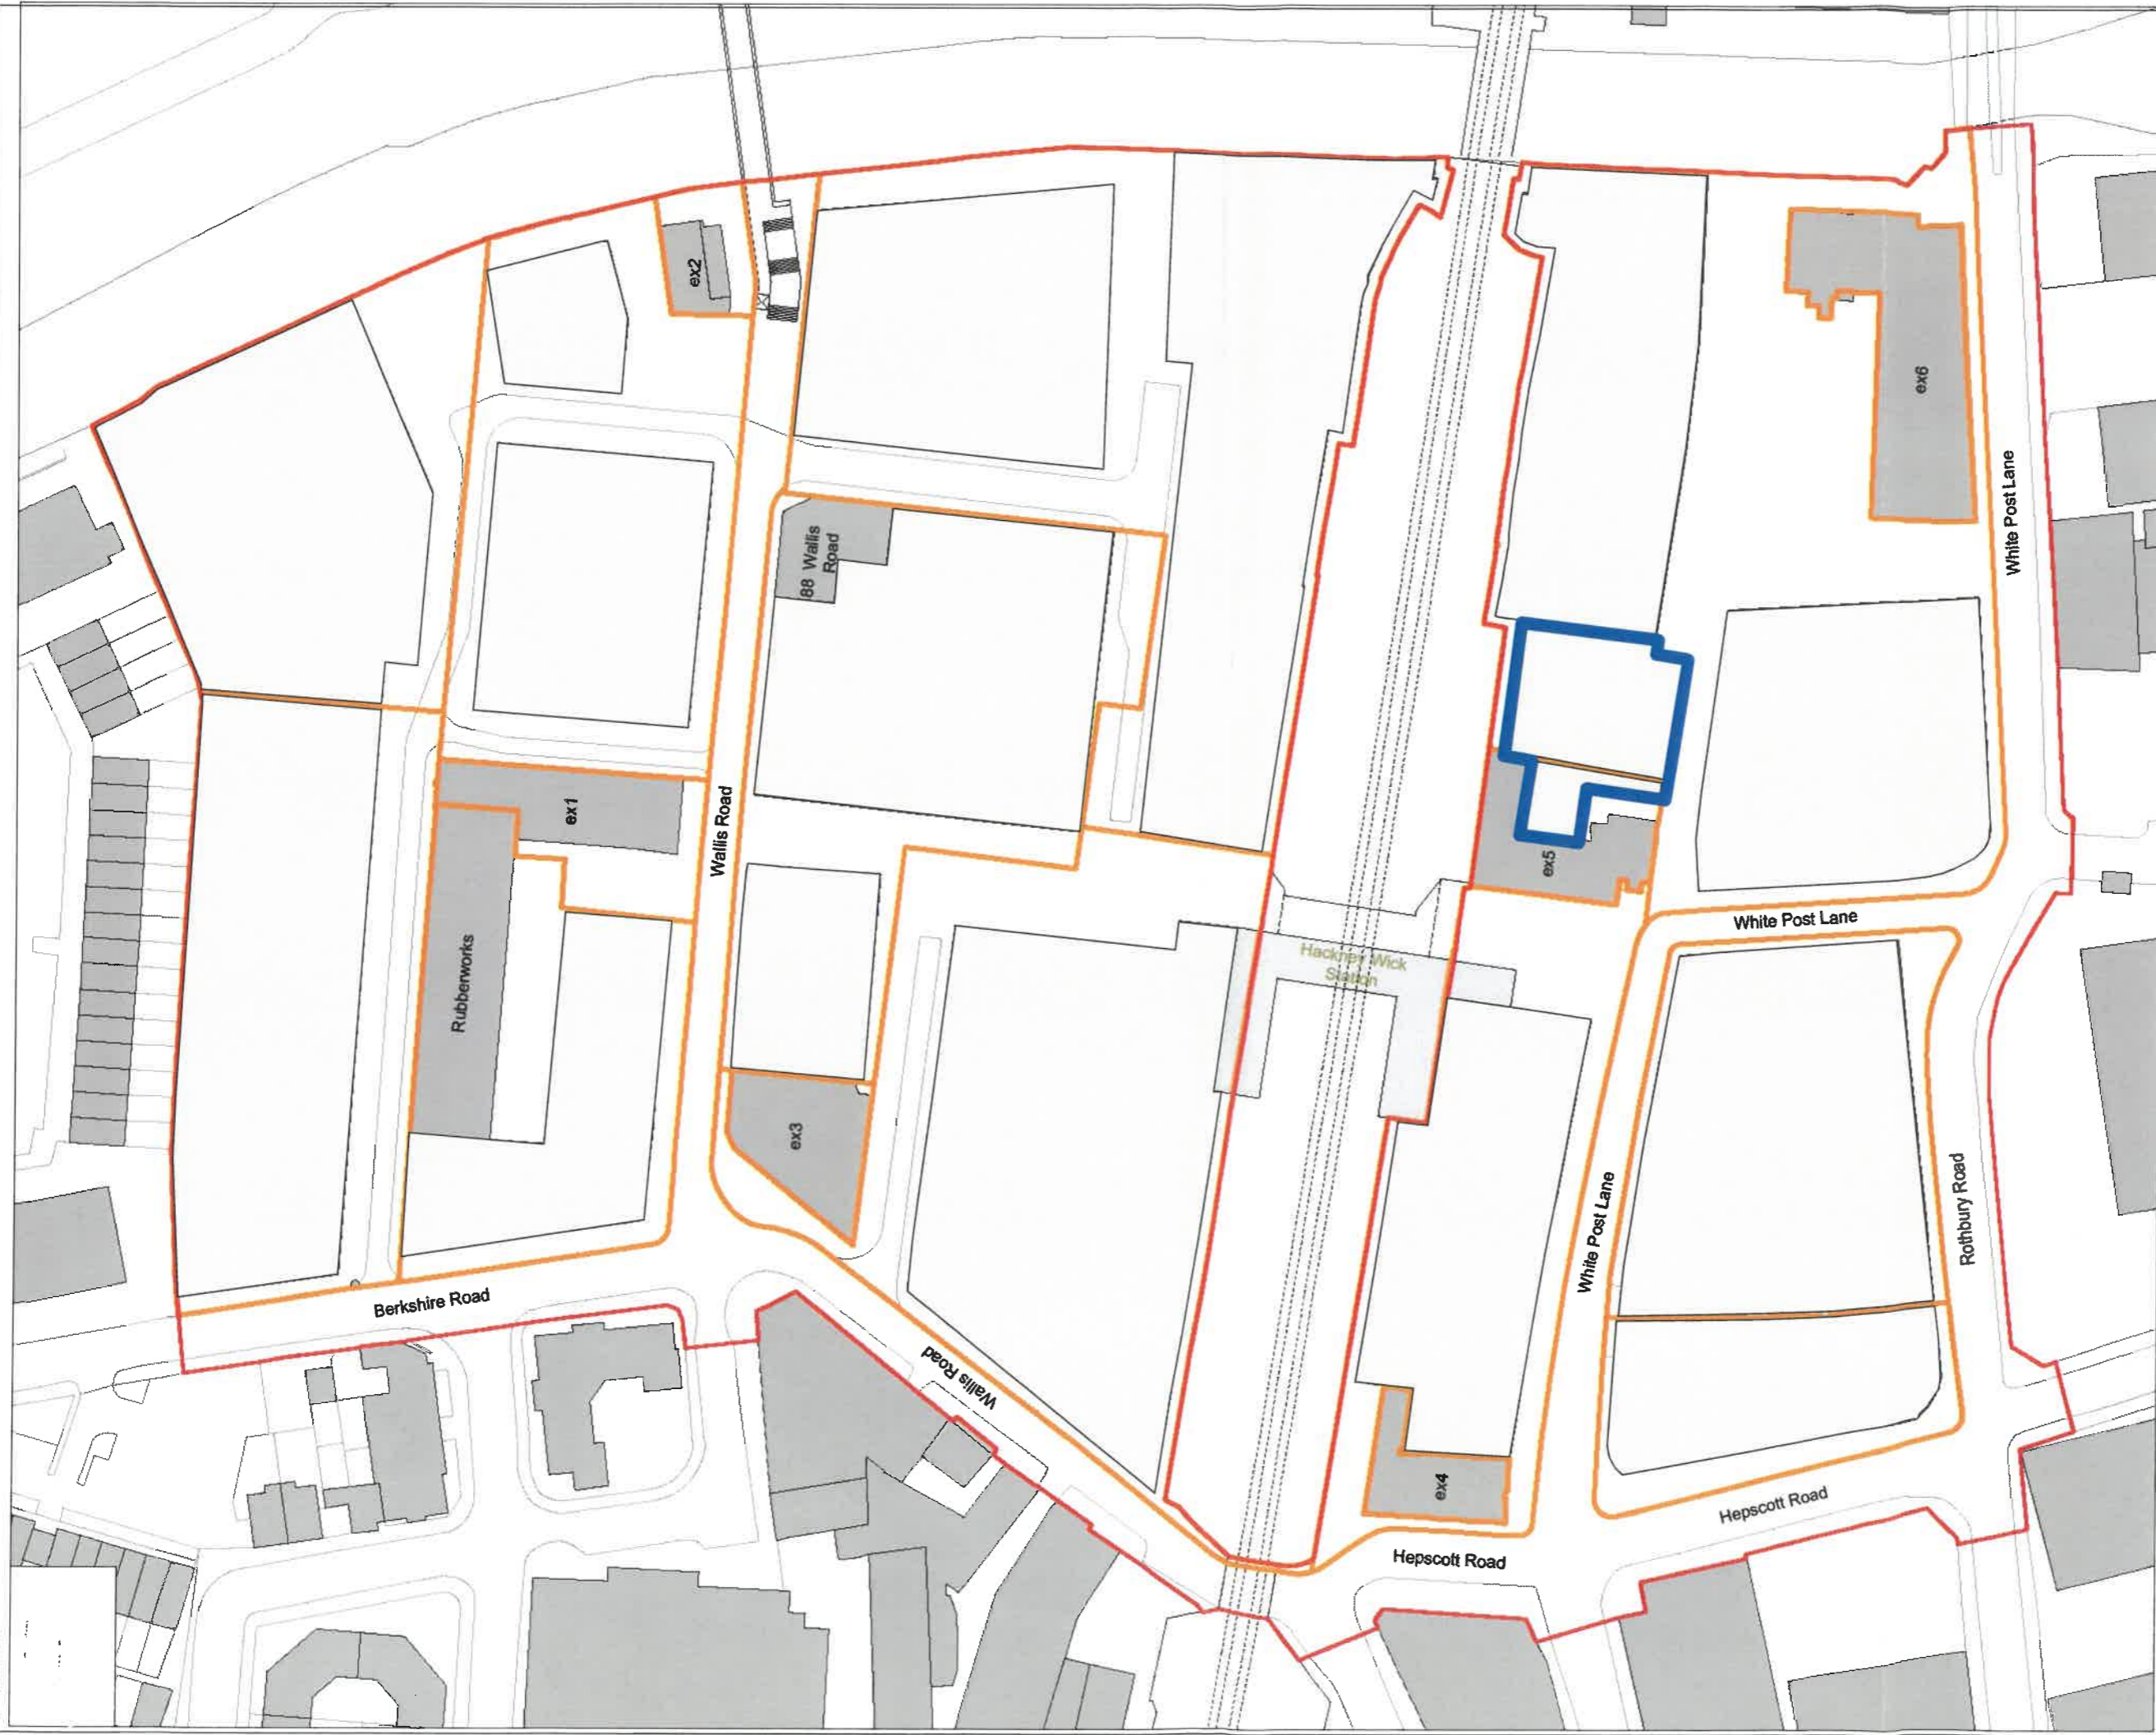 ex2
ex6
White Post Lane
88 Wallis
Road
ex1
Wallis Road
ex5
White Post Lane
Rubberworks
Hackney Wick
Station
ex3
White Post Lane
Rothbury Road
Berkshire Road
Wallis Road
ex4
Hepscott Road
Hepscott Road